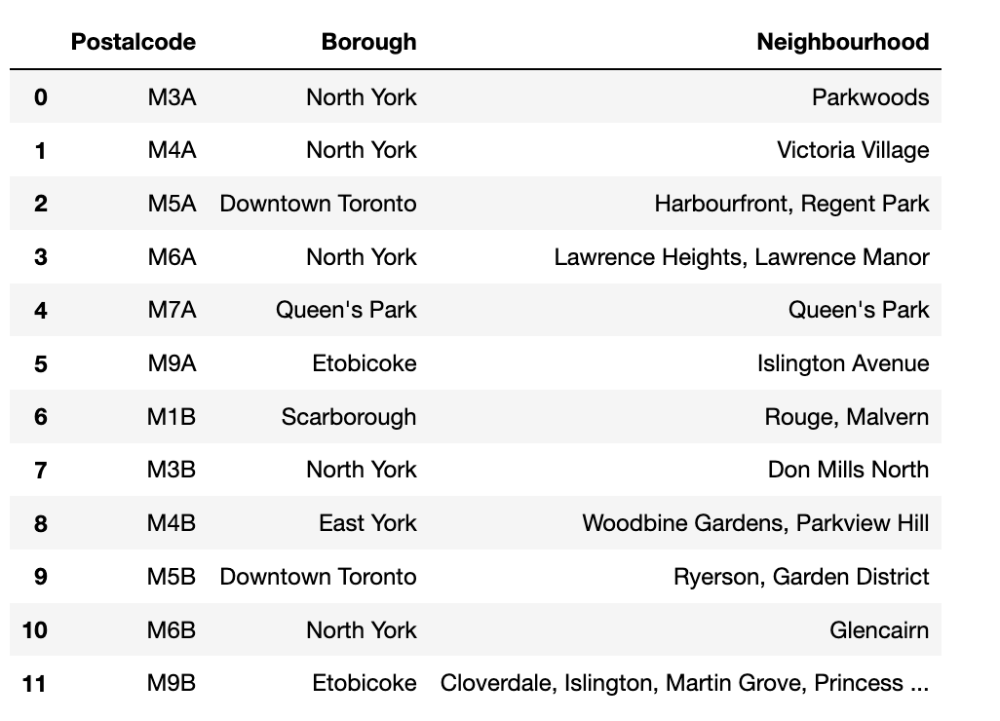 Postalcode Borough Neighbourhood
0 M3A North York Parkwoods
1 M4A North York Victoria Village
2 M5A Downtown Toronto Harbourfront, Regent Park
3 M6A North York Lawrence Heights, Lawrence Manor
4 M7A Queen's Park Queen's Park
5 M9A Etobicoke Islington Avenue
6 M1B Scarborough Rouge, Malvern
7 M3B North York Don Mills North
8 M4B East York Woodbine Gardens, Parkview Hill
9 M5B Downtown Toronto Ryerson, Garden District
10 M6B North York Glencairn
11 M9B Etobicoke Cloverdale, Islington, Martin Grove, Princess ...